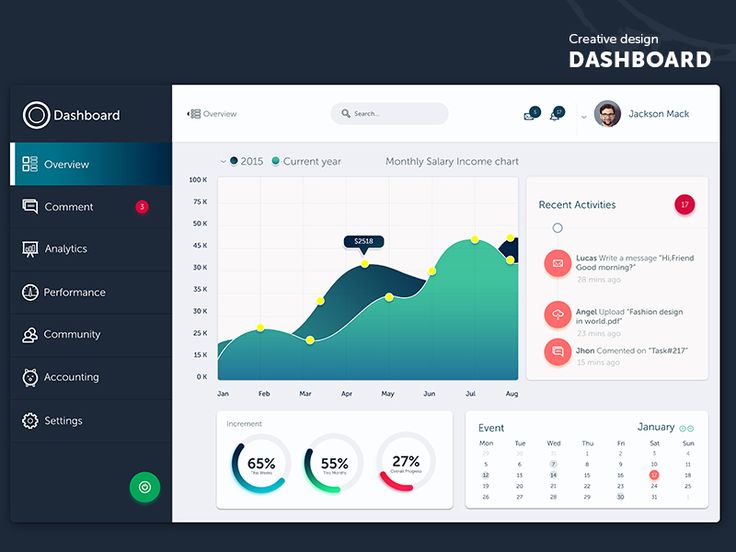 Creative design
DASHBOARD
Dashboard
Overview
Comment
3
Analytics
Performance
Community
Accounting
Settings
Overview
Search...
5
17
Jackson Mack
2015
Current year
Monthly Salary Income chart
100 K
75 K
50 K
45 K
30 K
35 K
30 K
25 K
15 K
0 K
$2518
Jan Feb Mar Apr May Jun Jul Aug
Recent Activities
17
Lucas Write a message "Hi,Friend
Good morning?"
28 mins ago
Angel Upload "Fashion design
in world.pdf"
23 mins ago
Jhon Comented on "Task#217"
15 mins ago
Increment
65%
This Weeks
55%
This Months
27%
Overall Progress
Event
January
Mon Tue Wed Thu Fri Sat Sun
29 30 31 1 2 3 4
5 6 7 8 9 10 11
12 13 14 15 16 17 18
19 20 21 22 23 24 25
26 27 28 29 30 31 1